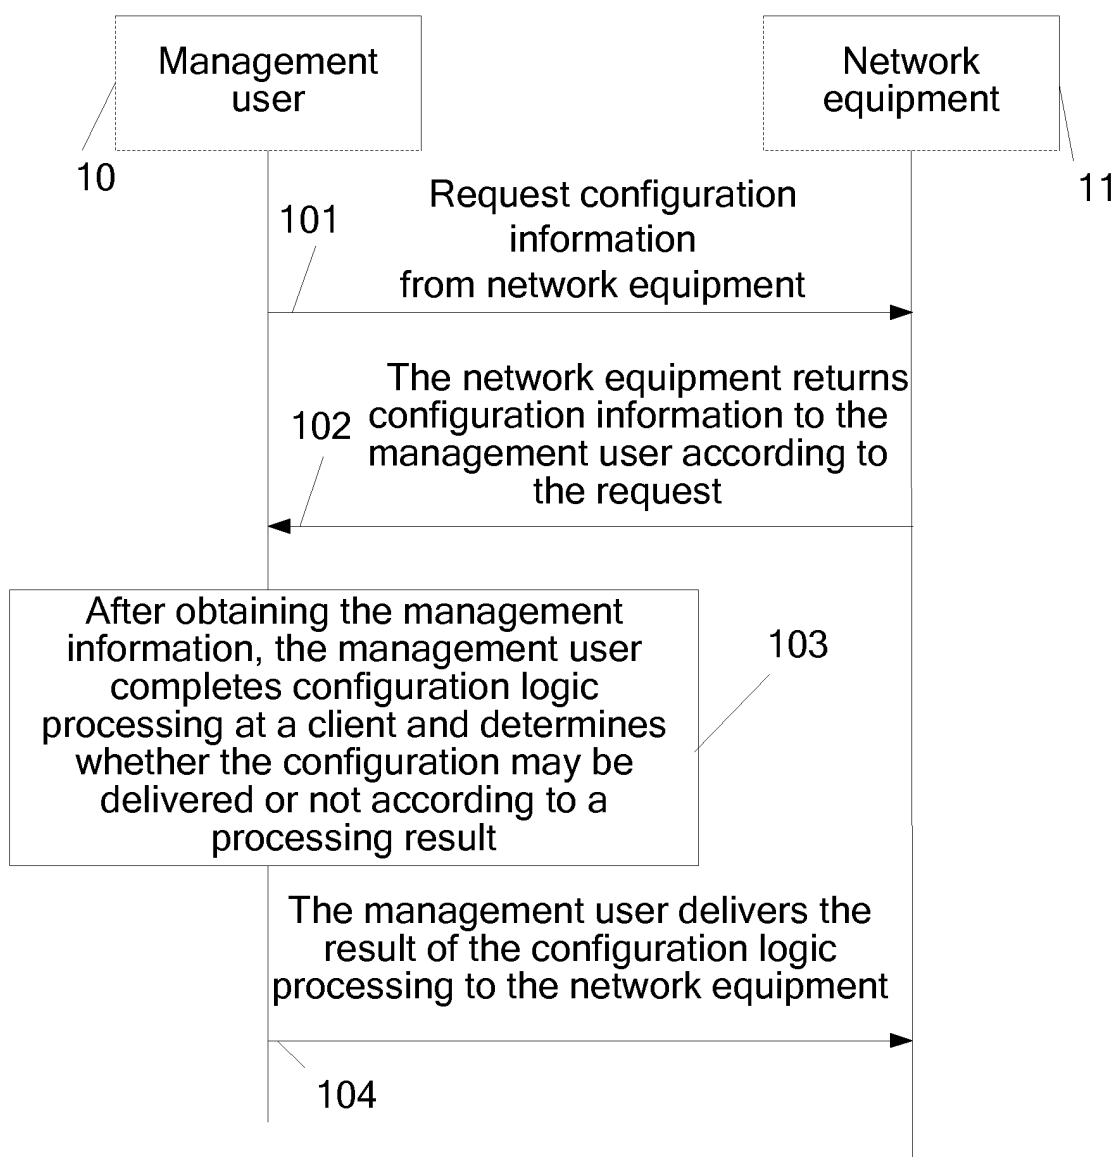 Management
user
Network
equipment
10
11
101
Request configuration
information
from network equipment
The network equipment returns
configuration information to the
management user according to
the request
102
After obtaining the management
information, the management user
completes configuration logic
processing at a client and determines
whether the configuration may be
delivered or not according to a
processing result
103
The management user delivers the
result of the configuration logic
processing to the network equipment
104